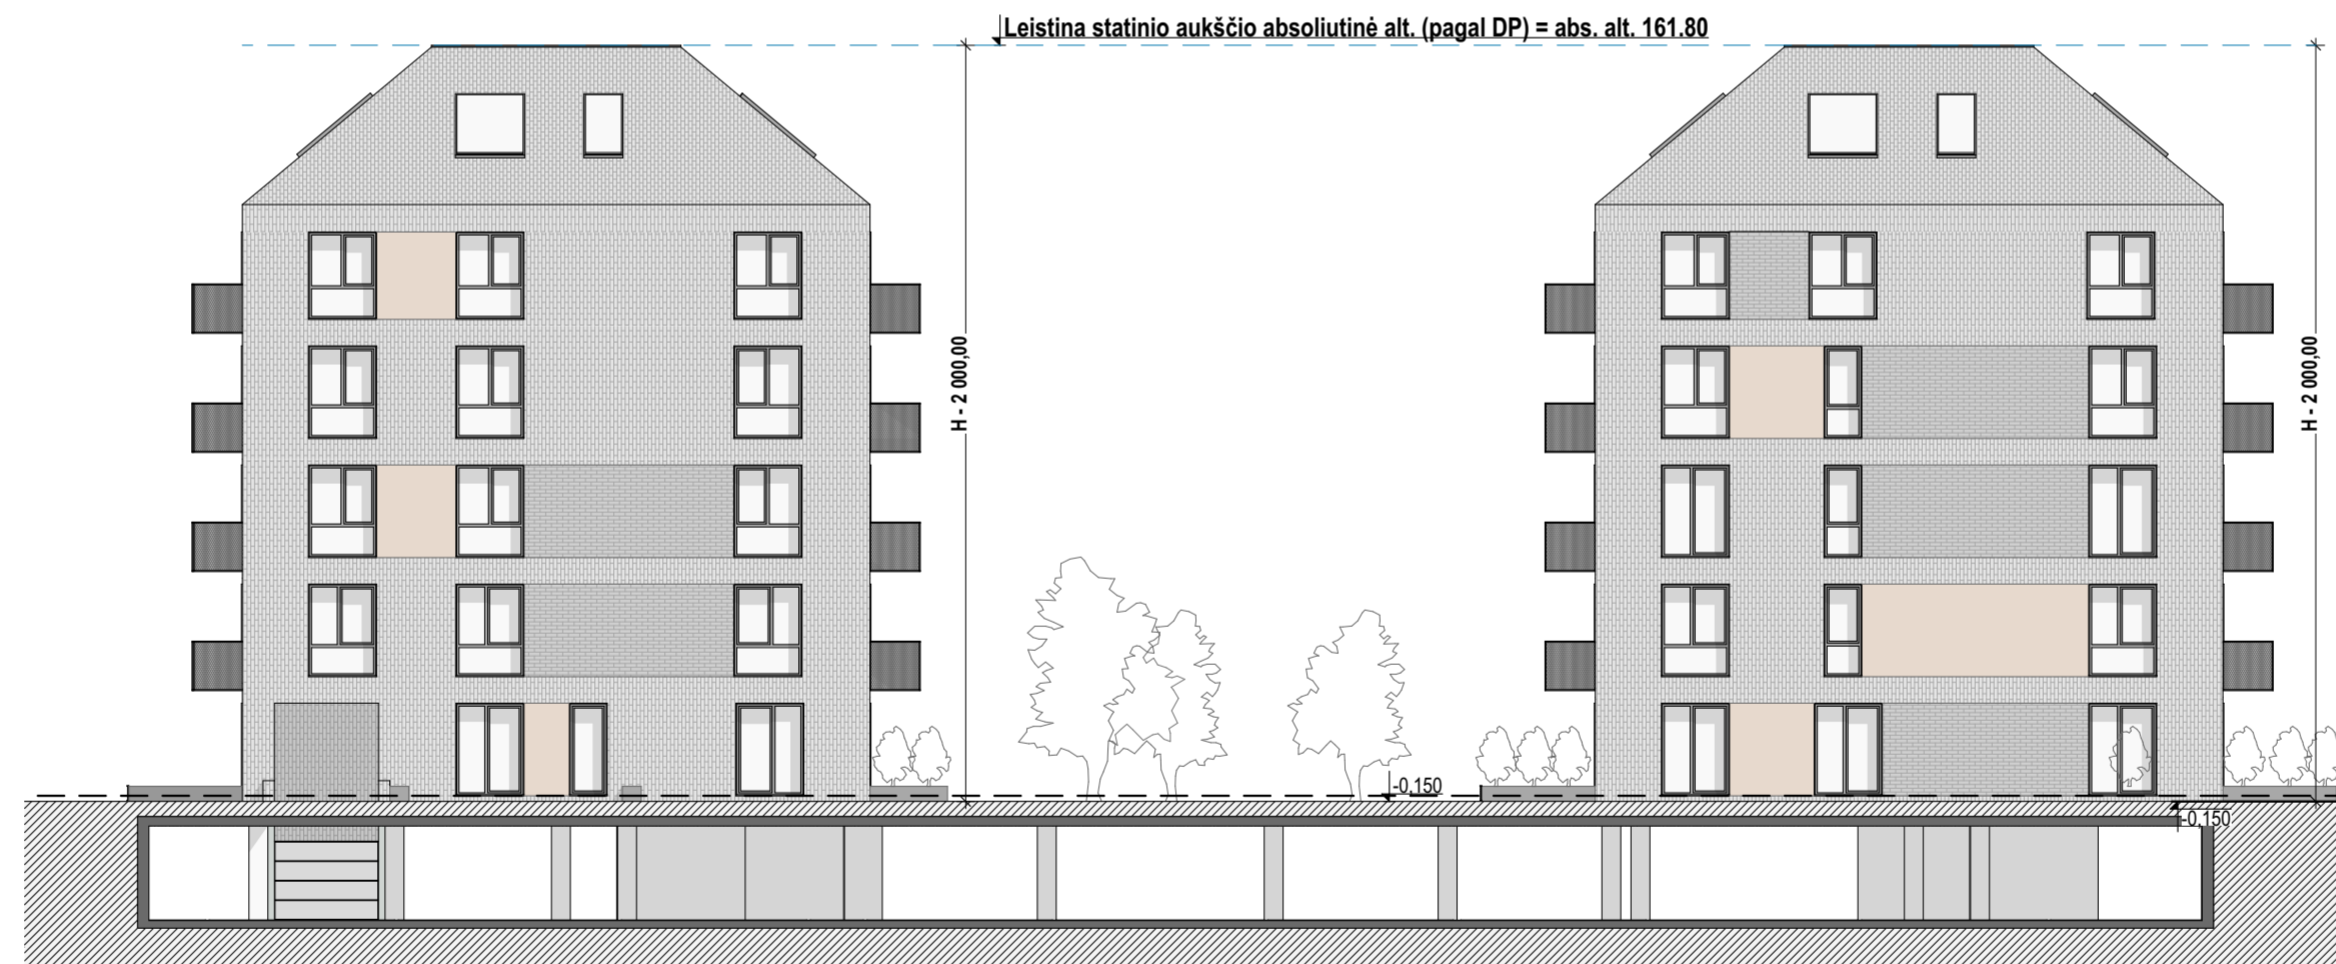 Leistina statinio aukščio absoliutinė alt. (pagal DP) = abs. alt. 161.80
H - 2 000,00
H - 2 000,00
-0,150
-0,150